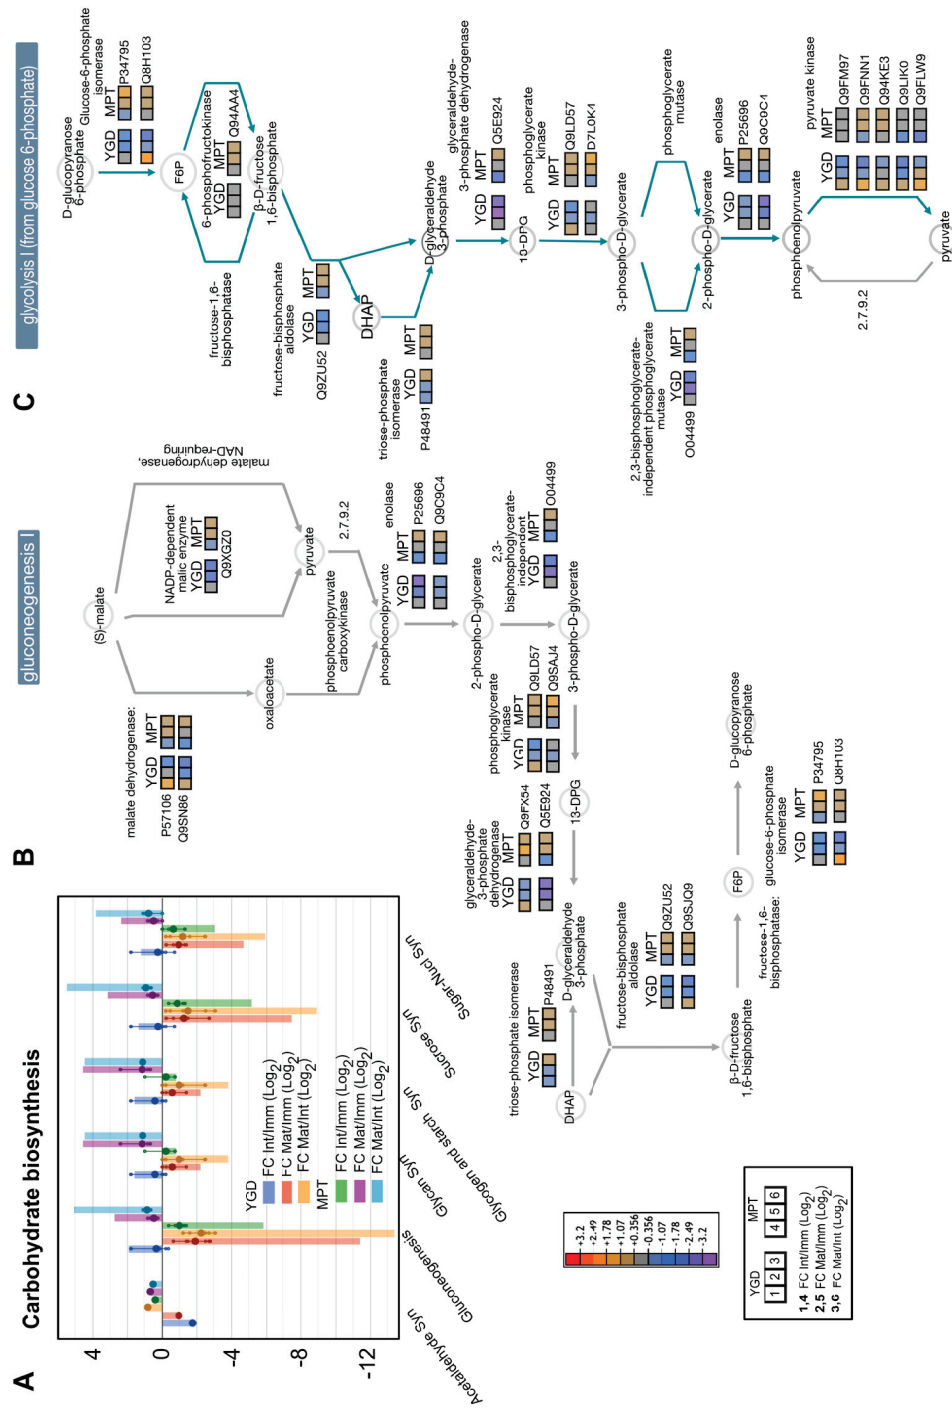 A
Carbohydrate biosynthesis
4
0
-4
-8
-12
YGD
FC Int/Imm (Log2)
FC Mat/Imm (Log2)
FC Mat/Int (Log2)
MPT
FC Int/Imm (Log2)
FC Mat/Imm (Log2)
FC Mat/Int (Log2)
Acetaldehyde Syn
Gluconeogenesis
Glycan Syn
Glycogen and starch Syn
Sucrose Syn
Sugar-Nucl Syn
+3.2
+2.49
+1.78
+1.07
+0.356
-0.356
-1.07
-1.78
-2.49
-3.2
YGD MPT
1 2 3 4 5 6
1,4 FC Int/Imm (Log2)
2,5 FC Mat/Imm (Log2)
3,6 FC Mat/Int (Log2)
B
gluconeogenesis I
(S)-malate
malate dehydrogenase:
YGD MPT
P57106
Q9SN86
NADP-dependent
malic enzyme
YGD MPT
Q9XGZ0
malate dehydrogenase,
NAD-requiring
oxaloacetate
pyruvate
phosphoenolpyruvate
carboxykinase
2.7.9.2
phosphoenolpyruvate
enolase
YGD MPT
P25696
Q9C9C4
2-phospho-D-glycerate
2,3-
bisphosphoglycerate-
independent
YGD MPT
O04499
3-phospho-D-glycerate
phosphoglycerate
kinase
YGD MPT
Q9LD57
Q9SAJ4
13-DPG
glyceraldehyde-
3-phosphate
dehydrogenase
YGD MPT
Q9FX54
Q5E924
D-glyceraldehyde
3-phosphate
triose-phosphate isomerase
YGD MPT
P48491
DHAP
fructose-bisphosphate
aldolase
YGD MPT
Q9ZU52
Q9SJQ9
β-D-fructose
1,6-bisphosphate
fructose-1,6-
bisphosphatase:
F6P
glucose-6-phosphate
isomerase
YGD MPT
P34795
Q8H103
D-glucopyranose
6-phosphate
C
glycolysis I (from glucose 6-phosphate)
D-glucopyranose
6-phosphate
Glucose-6-phosphate
isomerase
YGD MPT
P34795
Q8H103
F6P
6-phosphofructokinase
YGD MPT
Q94AA4
fructose-1,6-
bisphosphatase
β-D-fructose
1,6-bisphosphate
fructose-bisphosphate
aldolase
YGD MPT
Q9ZU52
DHAP
D-glyceraldehyde
3-phosphate
triose-phosphate
isomerase
YGD MPT
P48491
glyceraldehyde-
3-phosphate dehydrogenase
YGD MPT
Q5E924
13-DPG
phosphoglycerate
kinase
YGD MPT
Q9LD57
D7L0K4
3-phospho-D-glycerate
phosphoglycerate
mutase
2,3-bisphosphoglycerate-
independent phosphoglycerate
mutase
YGD MPT
O04499
2-phospho-D-glycerate
enolase
YGD MPT
P25696
Q9C9C4
phosphoenolpyruvate
pyruvate kinase
YGD MPT
Q9FM97
Q9FNN1
Q94KE3
Q9LIK0
Q9FLW9
2.7.9.2
pyruvate